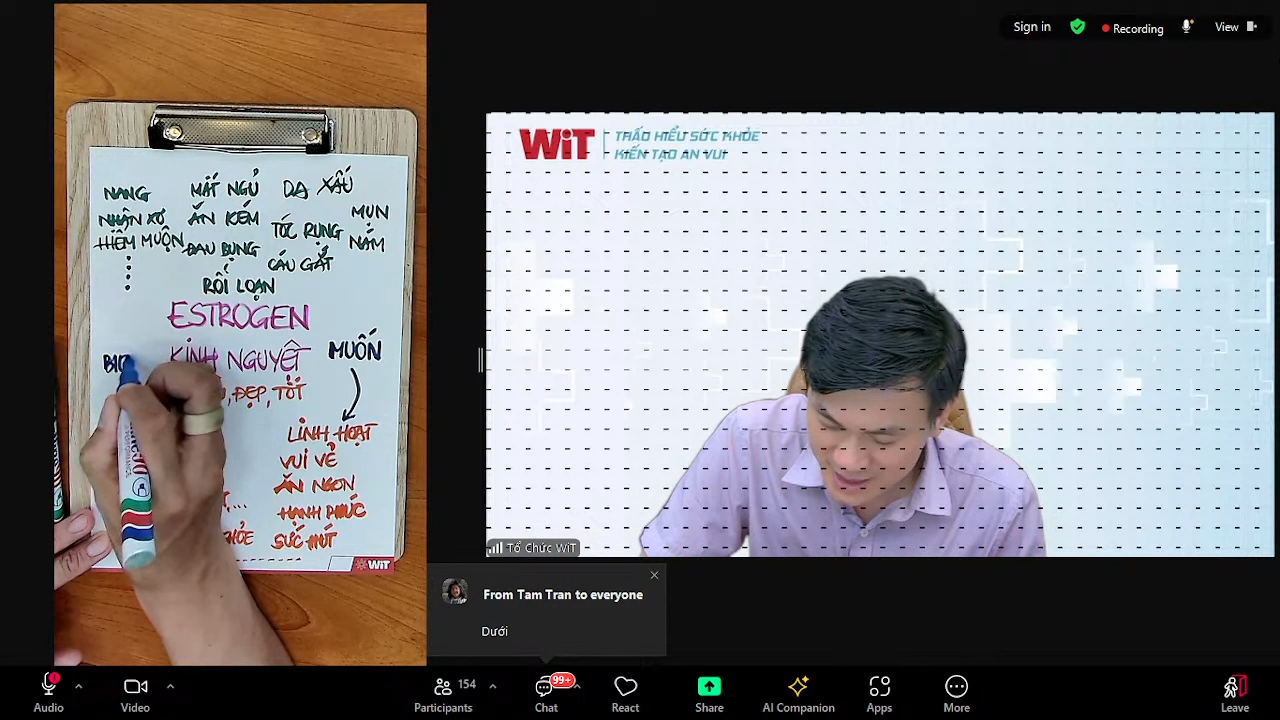 Sign in
Recording
View
WiT
THẤU HIỂU SỨC KHỎE
KIẾN TẠO AN VUI
NANG
NHÂN XƠ
HIẾM MUỘN
MẤT NGỦ
ĂN KÉM
ĐAU BỤNG
DA XẤU
TÓC RỤNG
CÁU GẮT
MỤN
NÁM
RỐI LOẠN
ESTROGEN
KINH NGUYỆT
MUỐN
, ĐẸP, TỐT
LINH HOẠT
VUI VẺ
ĂN NGON
HẠNH PHÚC
SỨC HÚT
WiT
Tổ Chức WiT
From Tam Tran to everyone
Dưới
Audio
Video
154
Participants
99+
Chat
React
Share
AI Companion
Apps
More
Leave